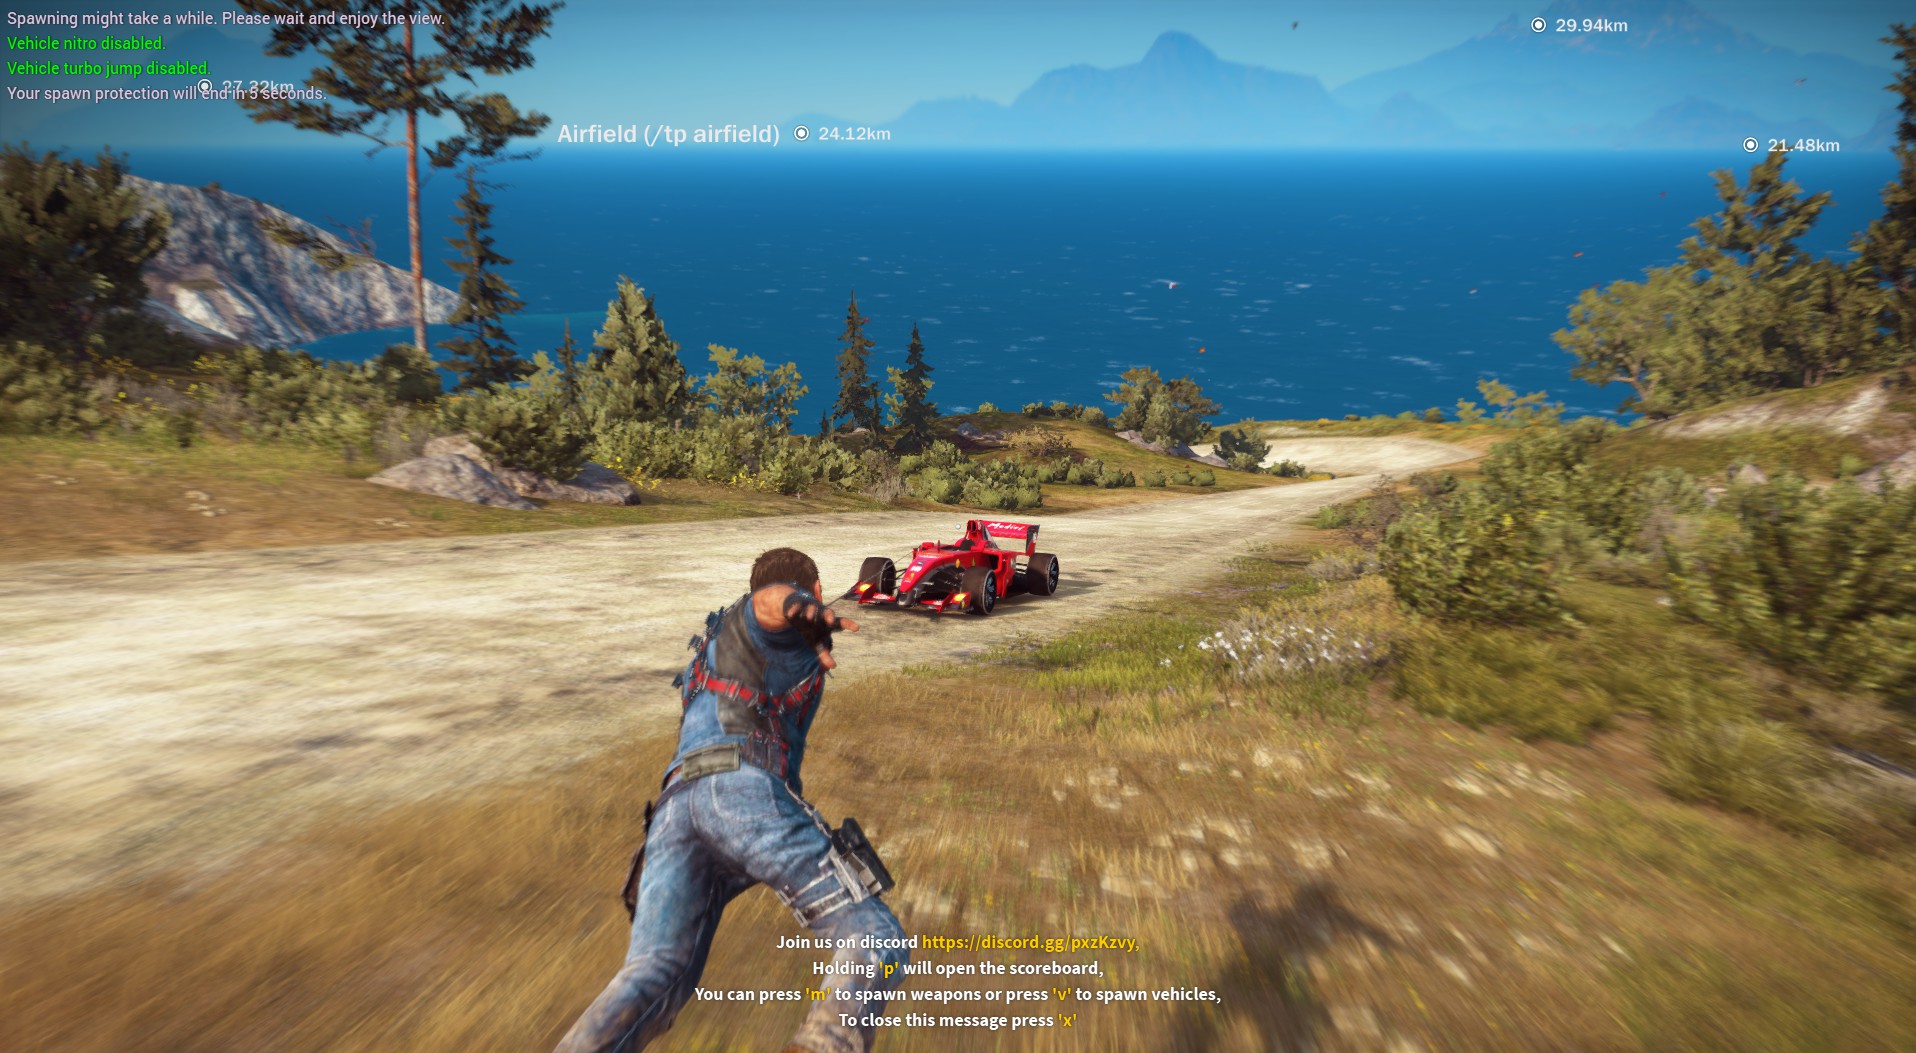 Spawning might take a while. Please wait and enjoy the view.
Vehicle nitro disabled.
Vehicle turbo jump disabled.
27.32km
Your spawn protection will end in 5 seconds.
29.94km
Airfield (/tp airfield) 24.12km
21.48km
Join us on discord https://discord.gg/pxzKzvy,
Holding 'p' will open the scoreboard,
You can press 'm' to spawn weapons or press 'v' to spawn vehicles,
To close this message press 'x'